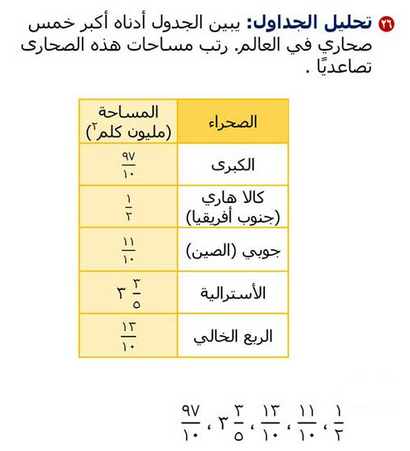 ٢٦ تحليل الجداول: يبين الجدول أدناه أكبر خمس
صحاري في العالم. رتب مساحات هذه الصحارى
تصاعديًا .
الصحراء المساحة (مليون كلم٢)
الكبرى ٩٧/١٠
كالا هاري (جنوب أفريقيا) ١/٢
جوبي (الصين) ١١/١٠
الأسترالية ٣ ٣/٥
الربع الخالي ١٣/١٠
١/٢ ، ١١/١٠ ، ١٣/١٠ ، ٣ ٣/٥ ، ٩٧/١٠